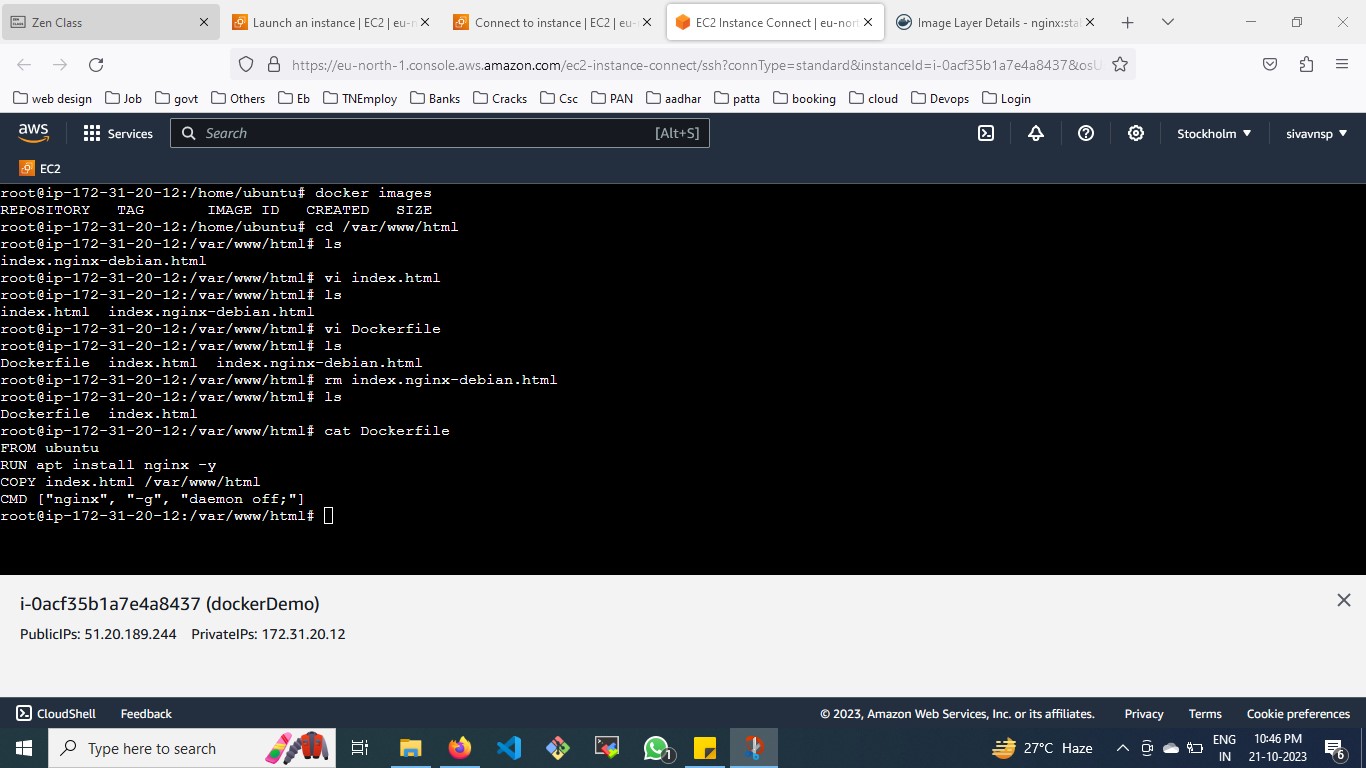 Zen Class
Launch an instance | EC2 | eu-n
Connect to instance | EC2 | eu-
EC2 Instance Connect | eu-nort
Image Layer Details - nginx:stab
https://eu-north-1.console.aws.amazon.com/ec2-instance-connect/ssh?connType=standard&instanceId=i-0acf35b1a7e4a8437&osU
web design Job govt Others Eb TNEmploy Banks Cracks Csc PAN aadhar patta booking cloud Devops Login
aws Services Search [Alt+S] Stockholm sivavnsp
EC2
root@ip-172-31-20-12:/home/ubuntu# docker images
REPOSITORY TAG IMAGE ID CREATED SIZE
root@ip-172-31-20-12:/home/ubuntu# cd /var/www/html
root@ip-172-31-20-12:/var/www/html# ls
index.nginx-debian.html
root@ip-172-31-20-12:/var/www/html# vi index.html
root@ip-172-31-20-12:/var/www/html# ls
index.html index.nginx-debian.html
root@ip-172-31-20-12:/var/www/html# vi Dockerfile
root@ip-172-31-20-12:/var/www/html# ls
Dockerfile index.html index.nginx-debian.html
root@ip-172-31-20-12:/var/www/html# rm index.nginx-debian.html
root@ip-172-31-20-12:/var/www/html# ls
Dockerfile index.html
root@ip-172-31-20-12:/var/www/html# cat Dockerfile
FROM ubuntu
RUN apt install nginx -y
COPY index.html /var/www/html
CMD ["nginx", "-g", "daemon off;"]
root@ip-172-31-20-12:/var/www/html#
i-0acf35b1a7e4a8437 (dockerDemo)
PublicIPs: 51.20.189.244 PrivateIPs: 172.31.20.12
CloudShell Feedback © 2023, Amazon Web Services, Inc. or its affiliates. Privacy Terms Cookie preferences
Type here to search 1 27°C Haze ENG IN 10:46 PM 21-10-2023 6